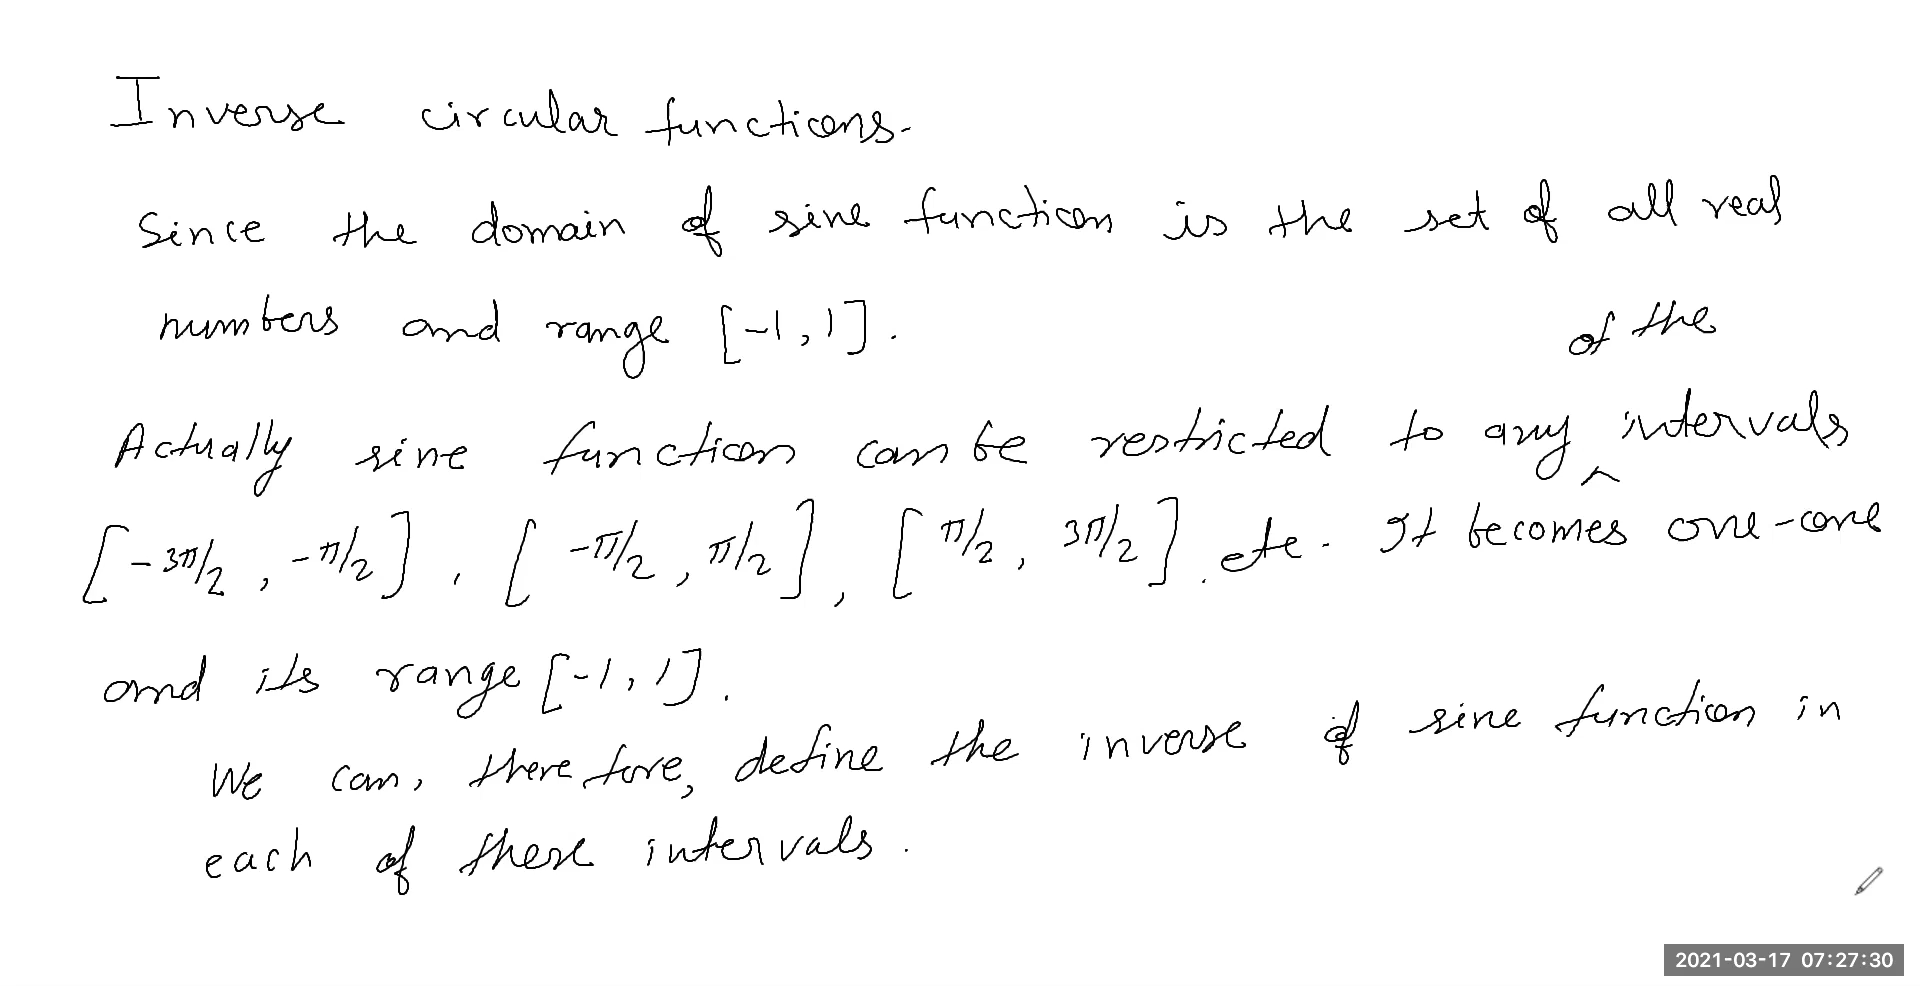 Inverse circular functions.
Since the domain of sine function is the set of all real
numbers and range [-1, 1].
Actually sine function can be restricted to any of the intervals
[-3π/2, -π/2], [-π/2, π/2], [π/2, 3π/2], etc. It becomes one-one
and its range [-1, 1].
We can, therefore, define the inverse of sine function in
each of these intervals.
2021-03-17 07:27:30